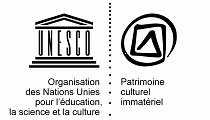 UNESCO
Organisation
des Nations Unies
pour l'éducation,
la science et la culture
Patrimoine
culturel
immatériel